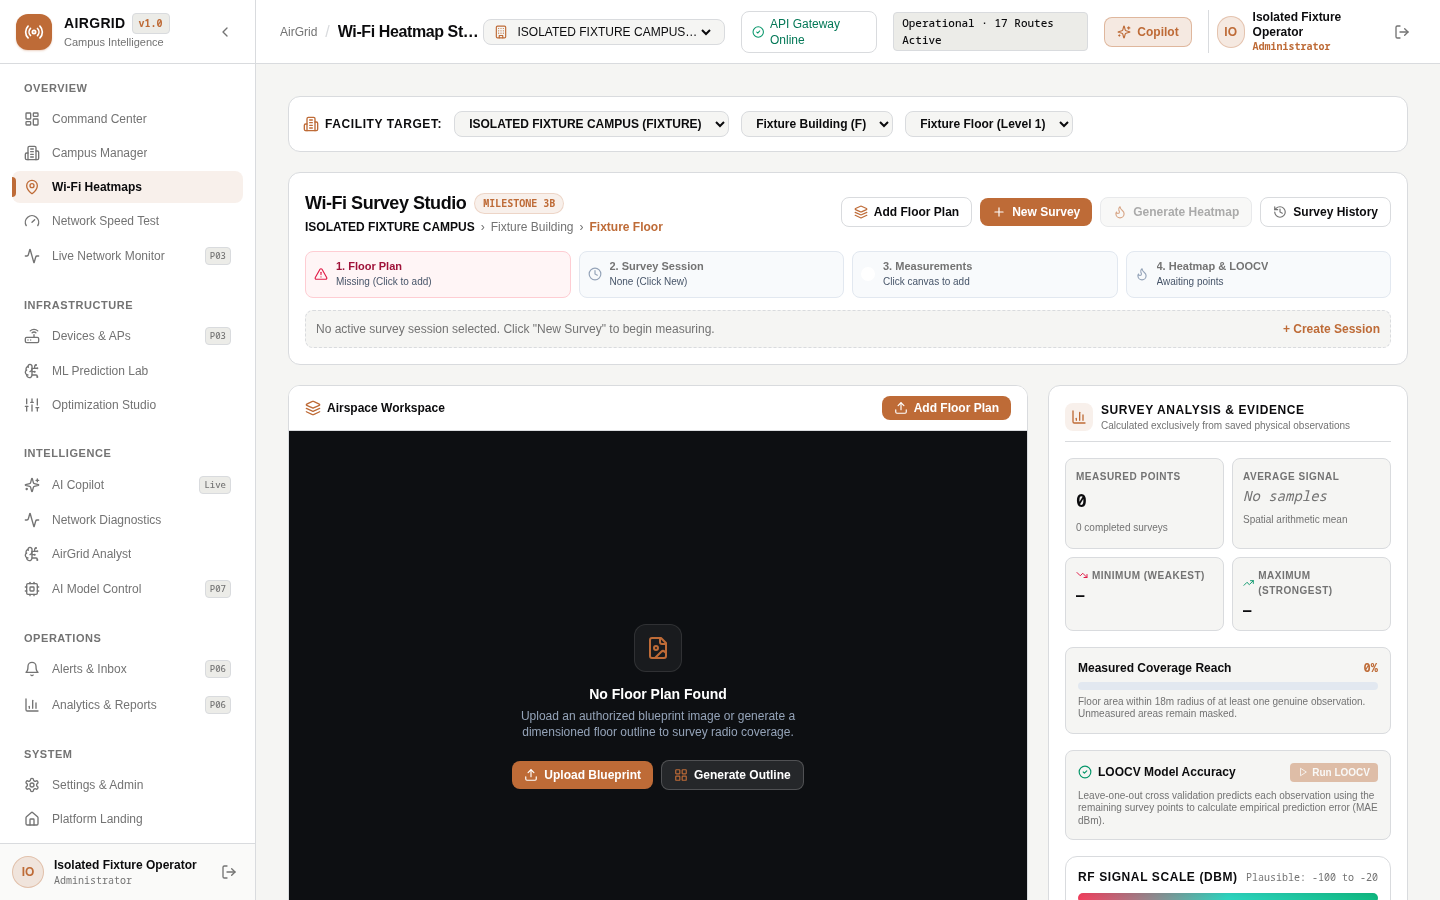 AIRGRID v1.0
Campus Intelligence
OVERVIEW
Command Center
Campus Manager
Wi-Fi Heatmaps
Network Speed Test
Live Network Monitor P03
INFRASTRUCTURE
Devices & APs P03
ML Prediction Lab
Optimization Studio
INTELLIGENCE
AI Copilot Live
Network Diagnostics
AirGrid Analyst
AI Model Control P07
OPERATIONS
Alerts & Inbox P06
Analytics & Reports P06
SYSTEM
Settings & Admin
Platform Landing
IO Isolated Fixture Operator
Administrator
AirGrid / Wi-Fi Heatmap St...
ISOLATED FIXTURE CAMPUS...
API Gateway
Online
Operational · 17 Routes
Active
Copilot
IO
Isolated Fixture
Operator
Administrator
FACILITY TARGET: ISOLATED FIXTURE CAMPUS (FIXTURE) Fixture Building (F) Fixture Floor (Level 1)
Wi-Fi Survey Studio MILESTONE 3B
ISOLATED FIXTURE CAMPUS › Fixture Building › Fixture Floor
Add Floor Plan New Survey Generate Heatmap Survey History
1. Floor Plan
Missing (Click to add)
2. Survey Session
None (Click New)
3. Measurements
Click canvas to add
4. Heatmap & LOOCV
Awaiting points
No active survey session selected. Click "New Survey" to begin measuring. + Create Session
Airspace Workspace Add Floor Plan
No Floor Plan Found
Upload an authorized blueprint image or generate a
dimensioned floor outline to survey radio coverage.
Upload Blueprint Generate Outline
SURVEY ANALYSIS & EVIDENCE
Calculated exclusively from saved physical observations
MEASURED POINTS
0
0 completed surveys
AVERAGE SIGNAL
No samples
Spatial arithmetic mean
MINIMUM (WEAKEST)
—
MAXIMUM
(STRONGEST)
—
Measured Coverage Reach 0%
Floor area within 18m radius of at least one genuine observation.
Unmeasured areas remain masked.
LOOCV Model Accuracy Run LOOCV
Leave-one-out cross validation predicts each observation using the
remaining survey points to calculate empirical prediction error (MAE
dBm).
RF SIGNAL SCALE (DBM) Plausible: -100 to -20